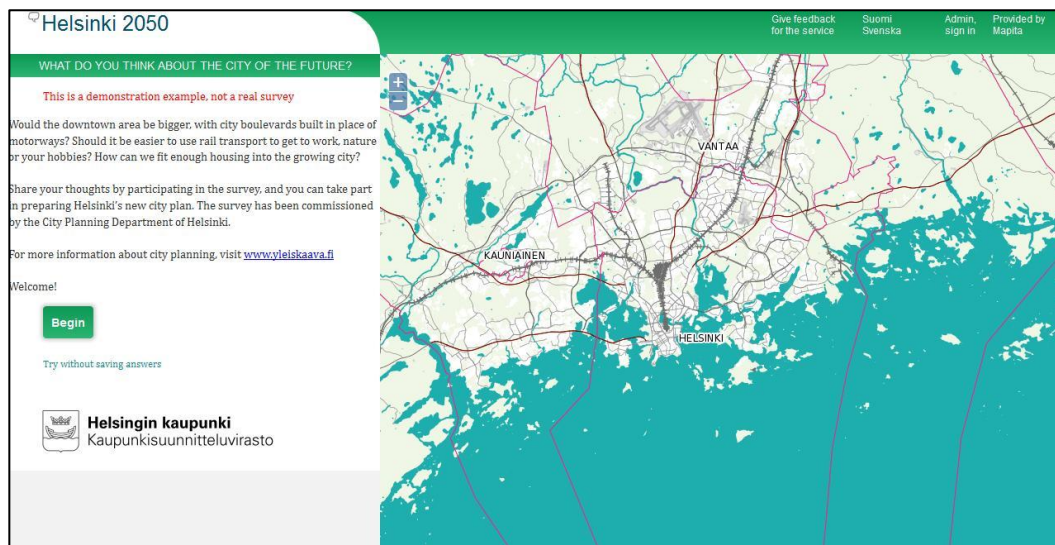 Helsinki 2050
Give feedback
for the service
Suomi
Svenska
Admin,
sign in
Provided by
Mapita
WHAT DO YOU THINK ABOUT THE CITY OF THE FUTURE?
This is a demonstration example, not a real survey
Would the downtown area be bigger, with city boulevards built in place of
motorways? Should it be easier to use rail transport to get to work, nature
or your hobbies? How can we fit enough housing into the growing city?
Share your thoughts by participating in the survey, and you can take part
in preparing Helsinki's new city plan. The survey has been commissioned
by the City Planning Department of Helsinki.
For more information about city planning, visit www.yleiskaava.fi
Welcome!
Begin
Try without saving answers
Helsingin kaupunki
Kaupunkisuunnitteluvirasto
+
−
VANTAA
KAUNIAINEN
HELSINKI